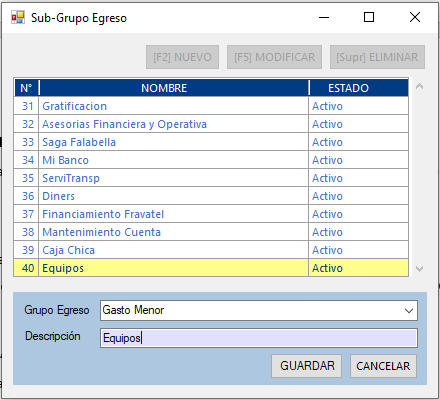 Sub-Grupo Egreso
[F2] NUEVO [F5] MODIFICAR [Supr] ELIMINAR
N° NOMBRE ESTADO
31 Gratificacion Activo
32 Asesorias Financiera y Operativa Activo
33 Saga Falabella Activo
34 Mi Banco Activo
35 ServiTransp Activo
36 Diners Activo
37 Financiamiento Fravatel Activo
38 Mantenimiento Cuenta Activo
39 Caja Chica Activo
40 Equipos Activo
Grupo Egreso Gasto Menor
Descripción Equipos
GUARDAR CANCELAR